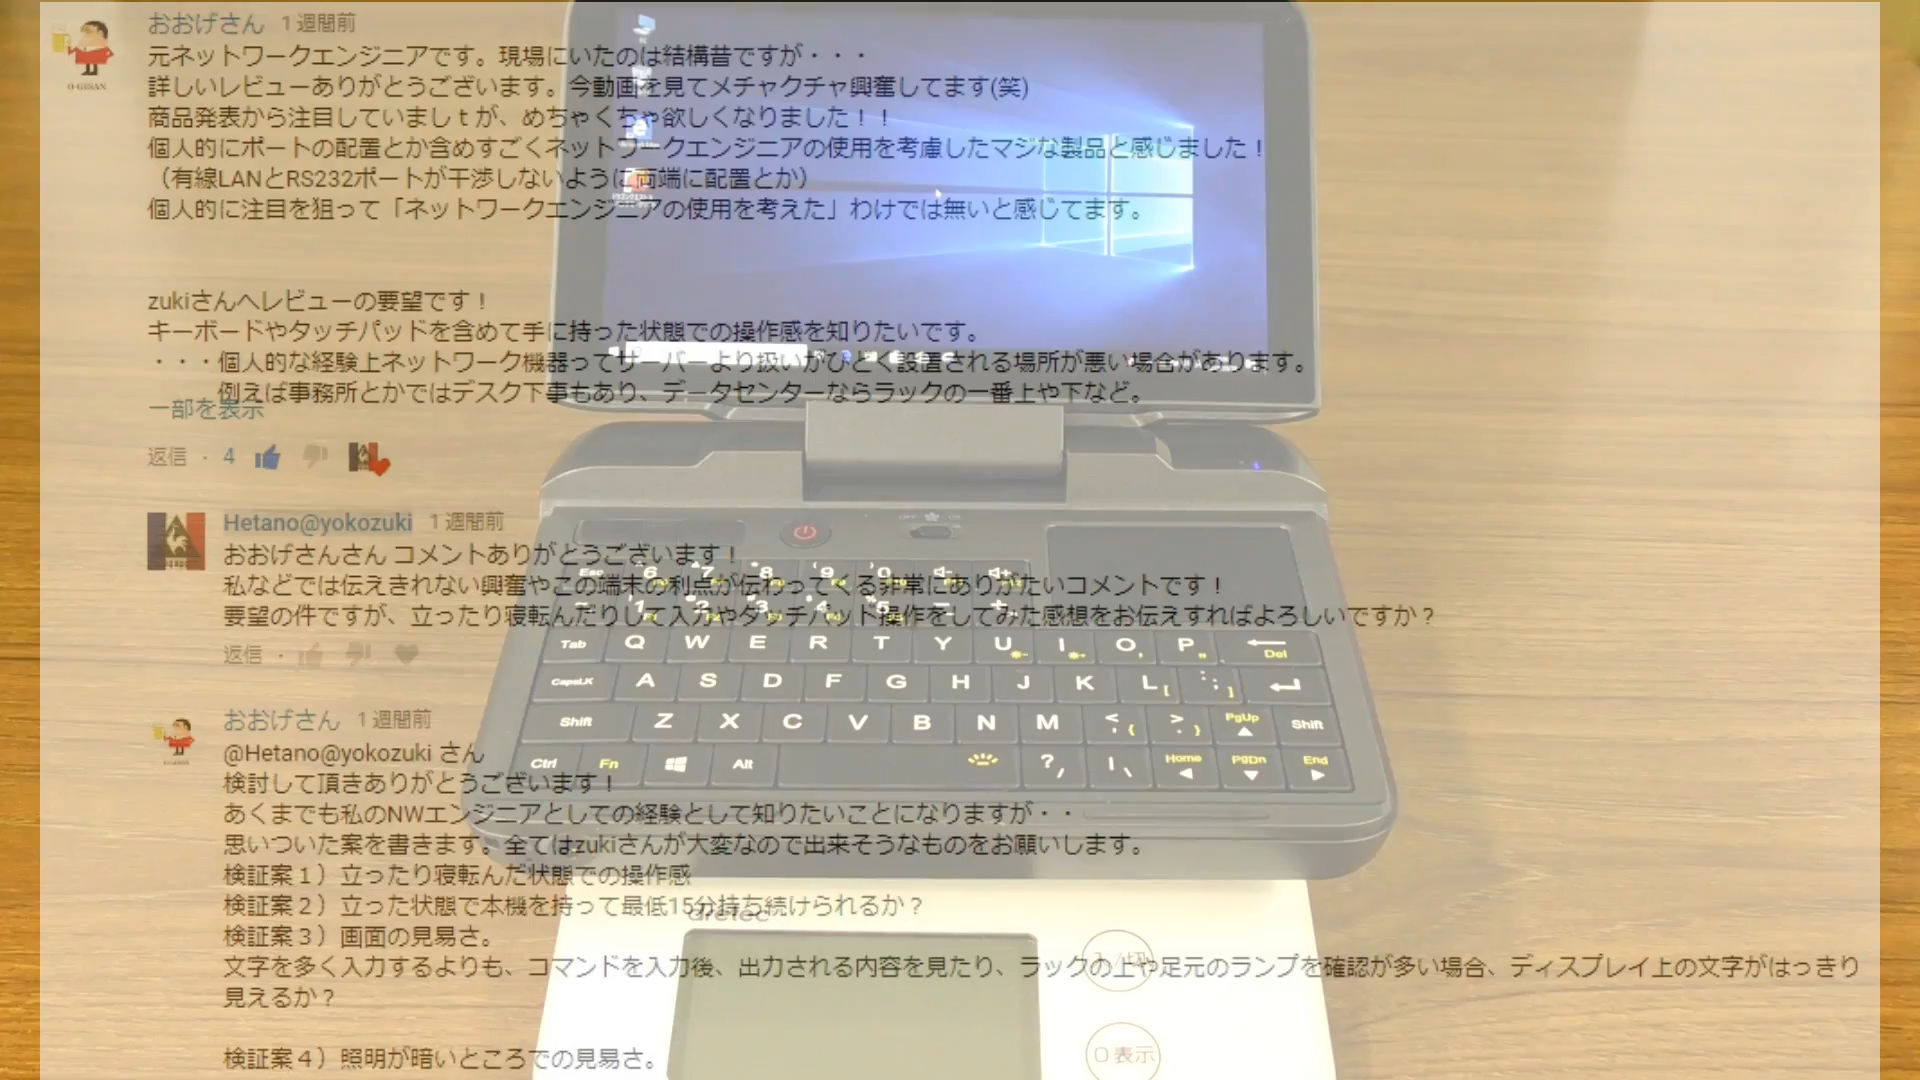 おおげさん 1 週間前
O-GESAN
元ネットワークエンジニアです。現場にいたのは結構昔ですが・・・
詳しいレビューありがとうございます。今動画を見てメチャクチャ興奮してます(笑)
商品発表から注目していましｔが、めちゃくちゃ欲しくなりました！！
個人的にポートの配置とか含めすごくネットワークエンジニアの使用を考慮したマジな製品と感じました！
（有線LANとRS232ポートが干渉しないように両端に配置とか）
個人的に注目を狙って「ネットワークエンジニアの使用を考えた」わけでは無いと感じてます。
zukiさんへレビューの要望です！
キーボードやタッチパッドを含めて手に持った状態での操作感を知りたいです。
・・・個人的な経験上ネットワーク機器ってサーバーより扱いがひどく設置される場所が悪い場合があります。
例えば事務所とかではデスク下事もあり、データセンターならラックの一番上や下など。
一部を表示
返信 · 4
Hetano@yokozuki 1 週間前
おおげさんさん コメントありがとうございます！
私などでは伝えきれない興奮やこの端末の利点が伝わってくる非常にありがたいコメントです！
要望の件ですが、立ったり寝転んだりして入力やタッチパッド操作をしてみた感想をお伝えすればよろしいですか？
返信 ·
おおげさん 1 週間前
@Hetano@yokozuki さん
検討して頂きありがとうございます！
あくまでも私のNWエンジニアとしての経験として知りたいことになりますが・・
思いついた案を書きます。全てはzukiさんが大変なので出来そうなものをお願いします。
検証案１）立ったり寝転んだ状態での操作感
検証案２）立った状態で本機を持って最低15分持ち続けられるか？
検証案３）画面の見易さ。
文字を多く入力するよりも、コマンドを入力後、出力される内容を見たり、ラックの上や足元のランプを確認が多い場合、ディスプレイ上の文字がはっきり
見えるか？
検証案４）照明が暗いところでの見易さ。
Esc 6 7 8 9 0
1 2 3 4 5
Tab Q W E R T Y U I O , P " Del
CapsLK A S D F G H J K L [ : ; ]
Shift Z X C V B N M < , { > . } PgUp Shift
Ctrl Fn Alt ? / | \ Home PgDn End
dretec
入/切
0 表示